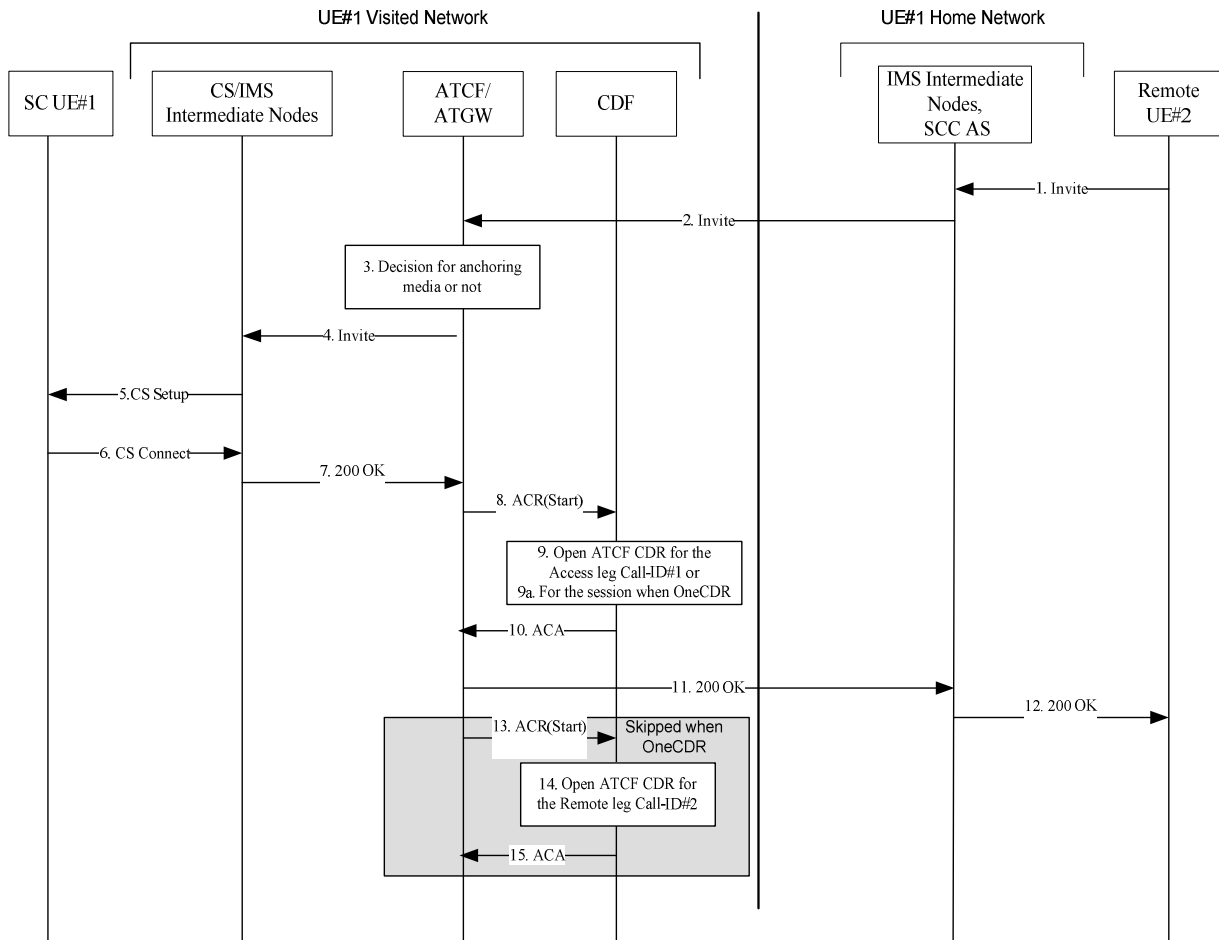 UE#1 Visited Network
UE#1 Home Network
SC UE#1
CS/IMS
Intermediate Nodes
ATCF/
ATGW
CDF
IMS Intermediate
Nodes,
SCC AS
Remote
UE#2
1. Invite
2. Invite
3. Decision for anchoring
media or not
4. Invite
5.CS Setup
6. CS Connect
7. 200 OK
8. ACR(Start)
9. Open ATCF CDR for the
Access leg Call-ID#1 or
9a. For the session when OneCDR
10. ACA
11. 200 OK
12. 200 OK
13. ACR(Start)
Skipped when
OneCDR
14. Open ATCF CDR for
the Remote leg Call-ID#2
15. ACA